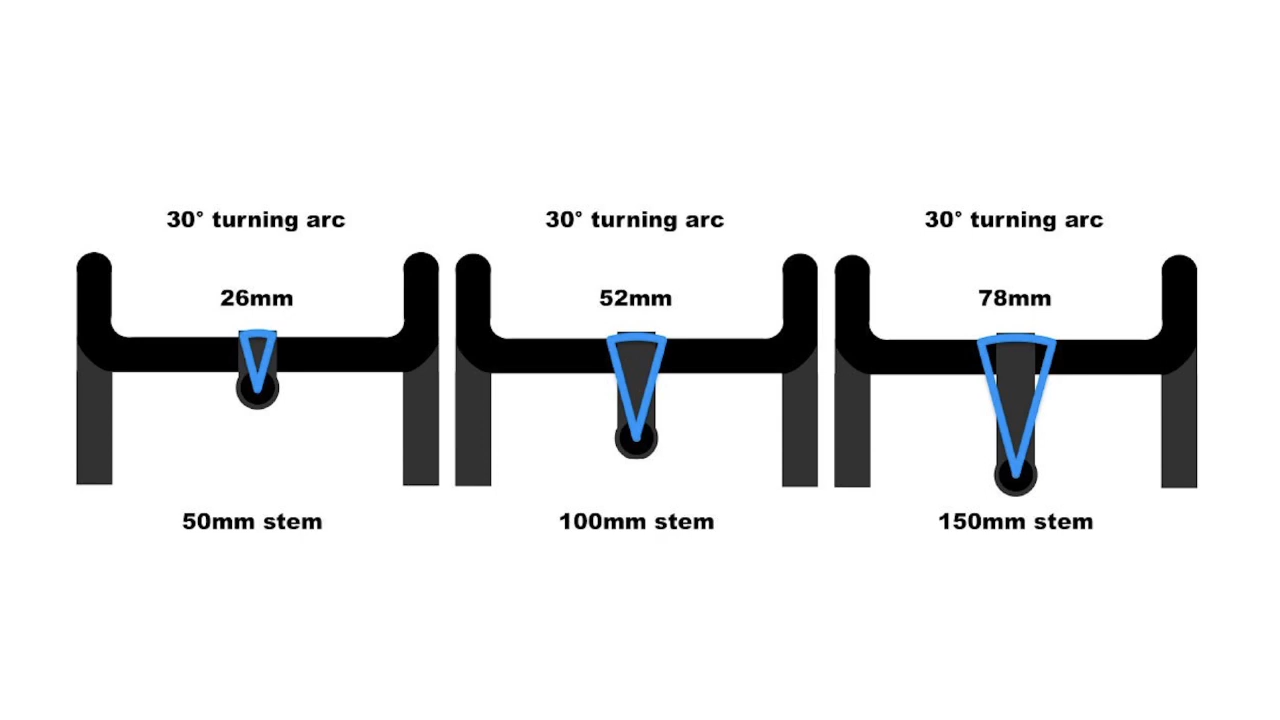 30° turning arc
30° turning arc
30° turning arc
26mm
52mm
78mm
50mm stem
100mm stem
150mm stem